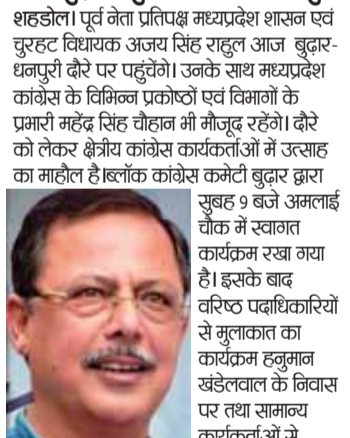 शहडोल। पूर्व नेता प्रतिपक्ष मध्यप्रदेश शासन एवं
चुरहट विधायक अजय सिंह राहुल आज बुढ़ार-
धनपुरी दौरे पर पहुंचेंगे। उनके साथ मध्यप्रदेश
कांग्रेस के विभिन्न प्रकोष्ठों एवं विभागों के
प्रभारी महेंद्र सिंह चौहान भी मौजूद रहेंगे। दौरे
को लेकर क्षेत्रीय कांग्रेस कार्यकर्ताओं में उत्साह
का माहौल है।ब्लॉक कांग्रेस कमेटी बुढ़ार द्वारा
सुबह 9 बजे अमलाई
चौक में स्वागत
कार्यक्रम रखा गया
है। इसके बाद
वरिष्ठ पदाधिकारियों
से मुलाकात का
कार्यक्रम हनुमान
खंडेलवाल के निवास
पर तथा सामान्य
कार्यकर्ताओं से